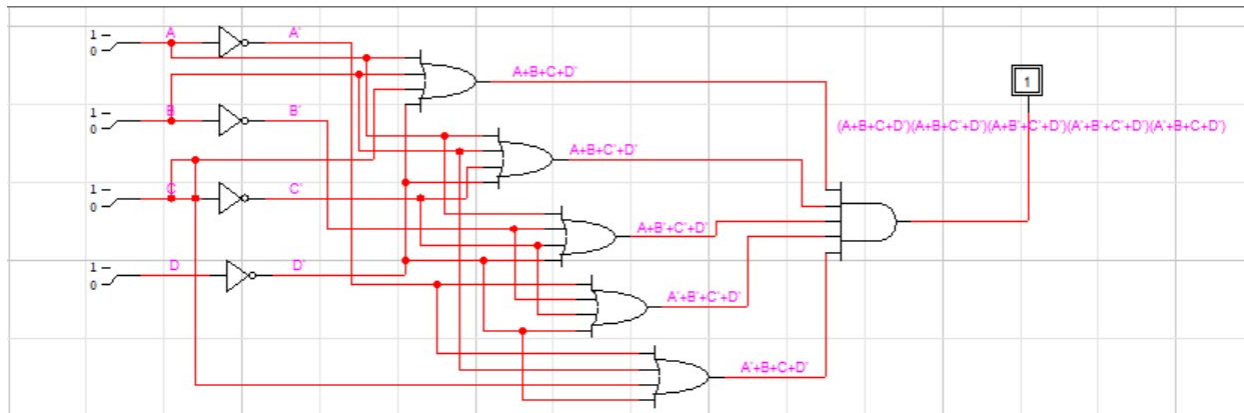 1
0
A
A'
A+B+C+D'
1
1
0
B
B'
(A+B+C+D')(A+B+C'+D')(A+B'+C'+D')(A'+B'+C'+D')(A'+B+C+D')
A+B+C'+D'
1
0
C
C'
A+B'+C'+D'
1
0
D
D'
A'+B'+C'+D'
A'+B+C+D'